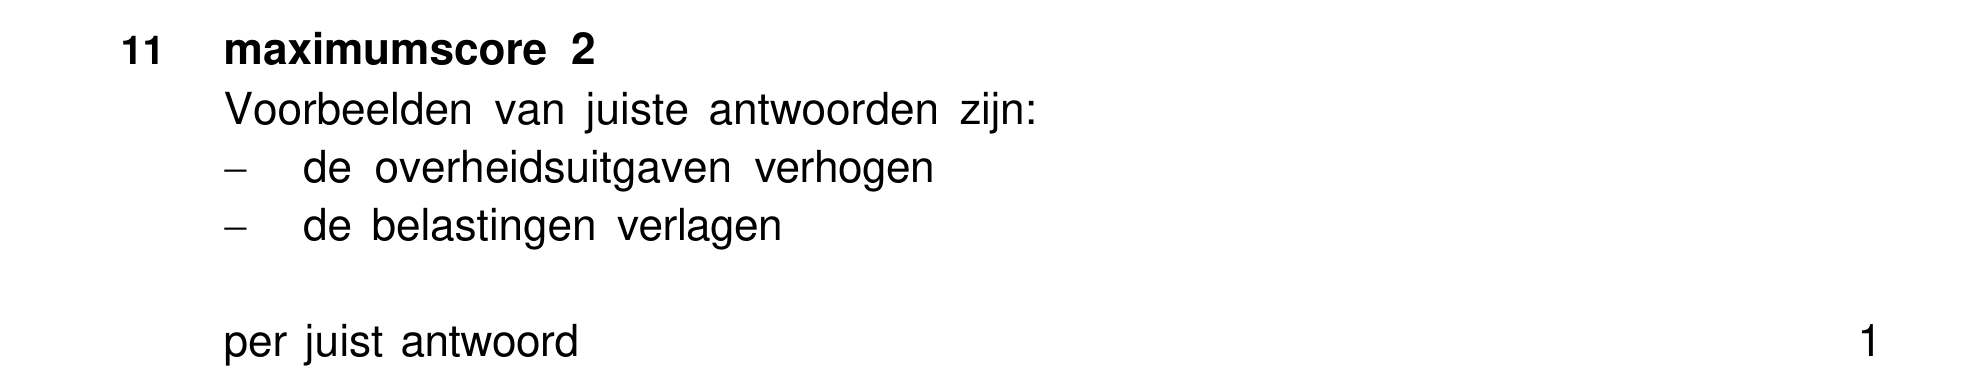 11 maximumscore 2
Voorbeelden van juiste antwoorden zijn:
− de overheidsuitgaven verhogen
− de belastingen verlagen
per juist antwoord 1